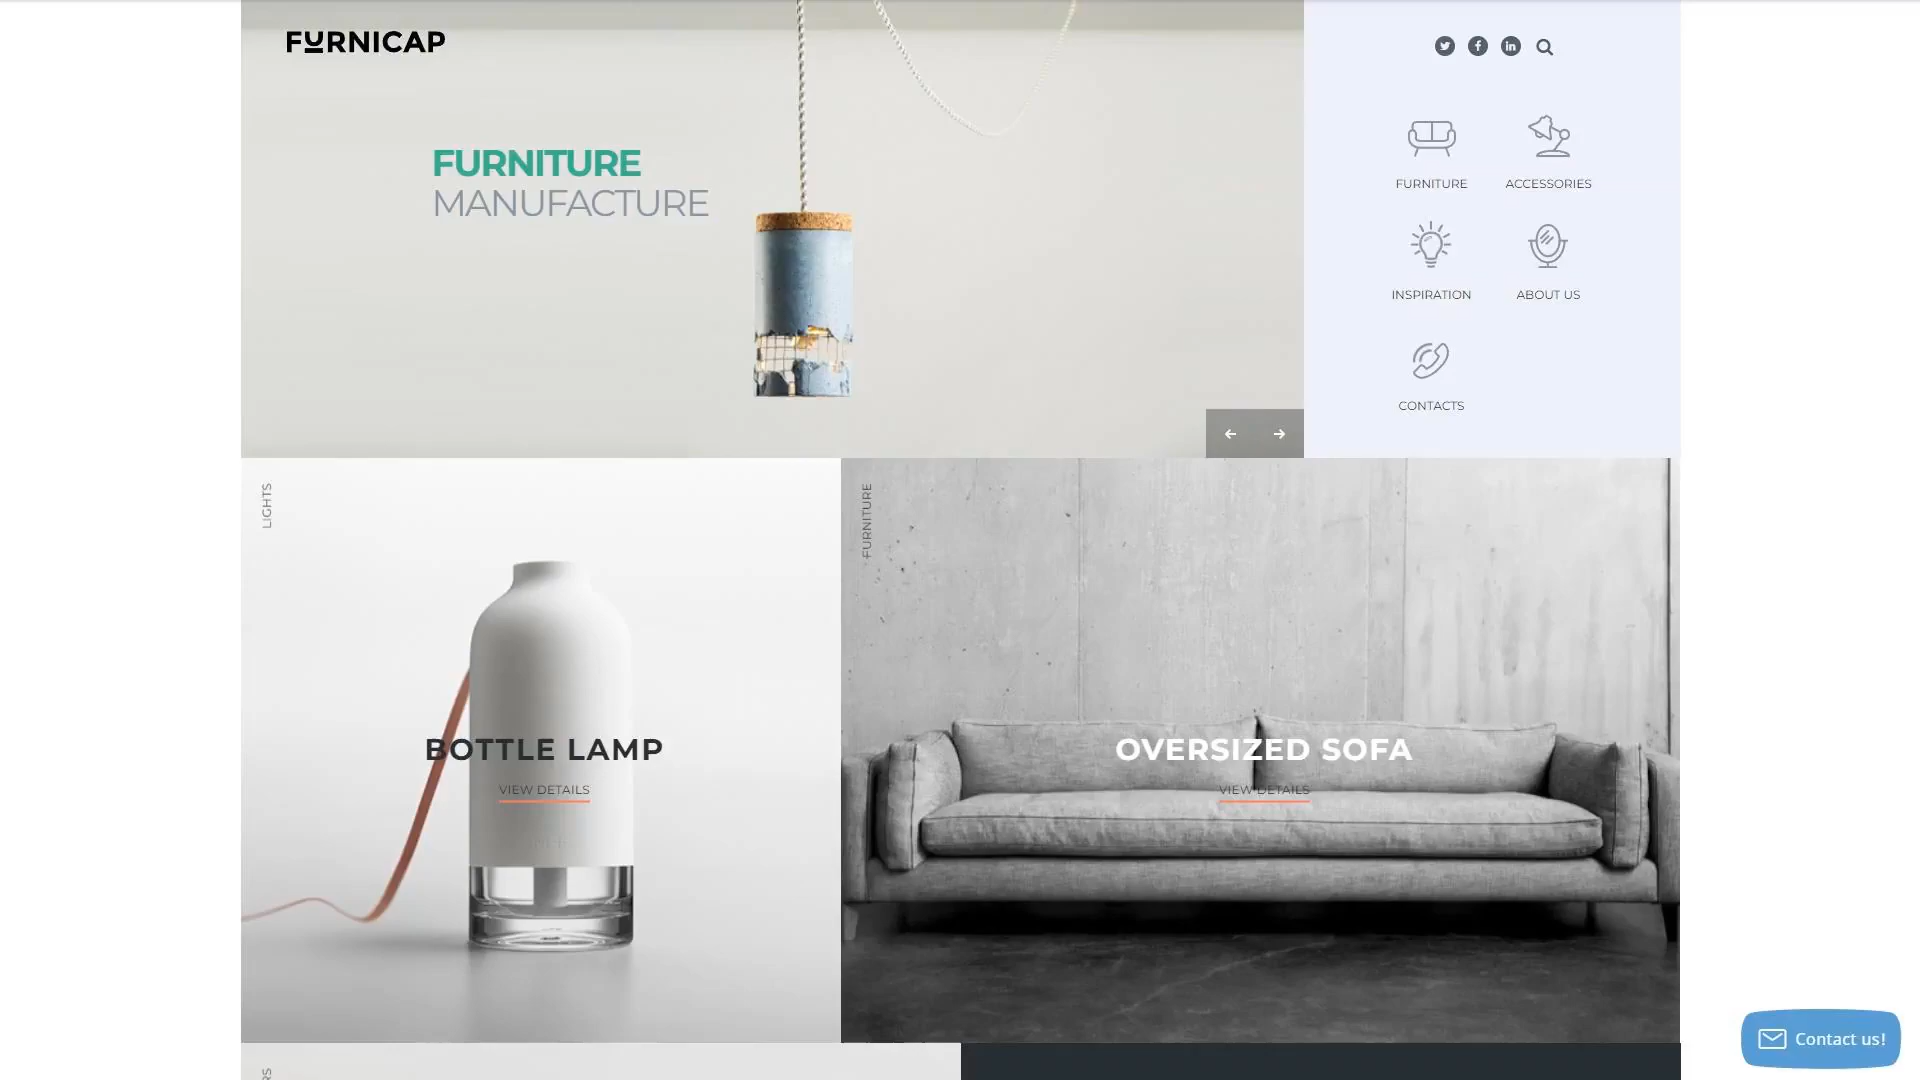 FURNICAP
FURNITURE
MANUFACTURE
FURNITURE
ACCESSORIES
INSPIRATION
ABOUT US
CONTACTS
LIGHTS
BOTTLE LAMP
VIEW DETAILS
FURNITURE
OVERSIZED SOFA
VIEW DETAILS
Contact us!